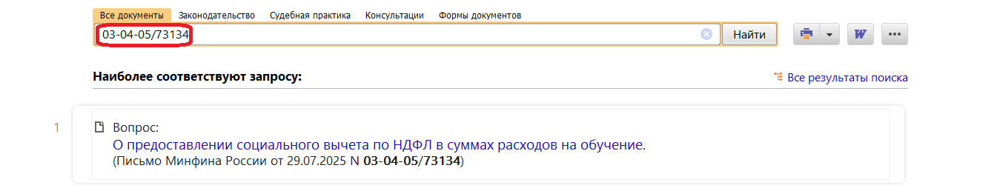 Все документы Законодательство Судебная практика Консультации Формы документов
03-04-05/73134 Найти W
Наиболее соответствуют запросу: Все результаты поиска
1 Вопрос:
О предоставлении социального вычета по НДФЛ в суммах расходов на обучение.
(Письмо Минфина России от 29.07.2025 N 03-04-05/73134)